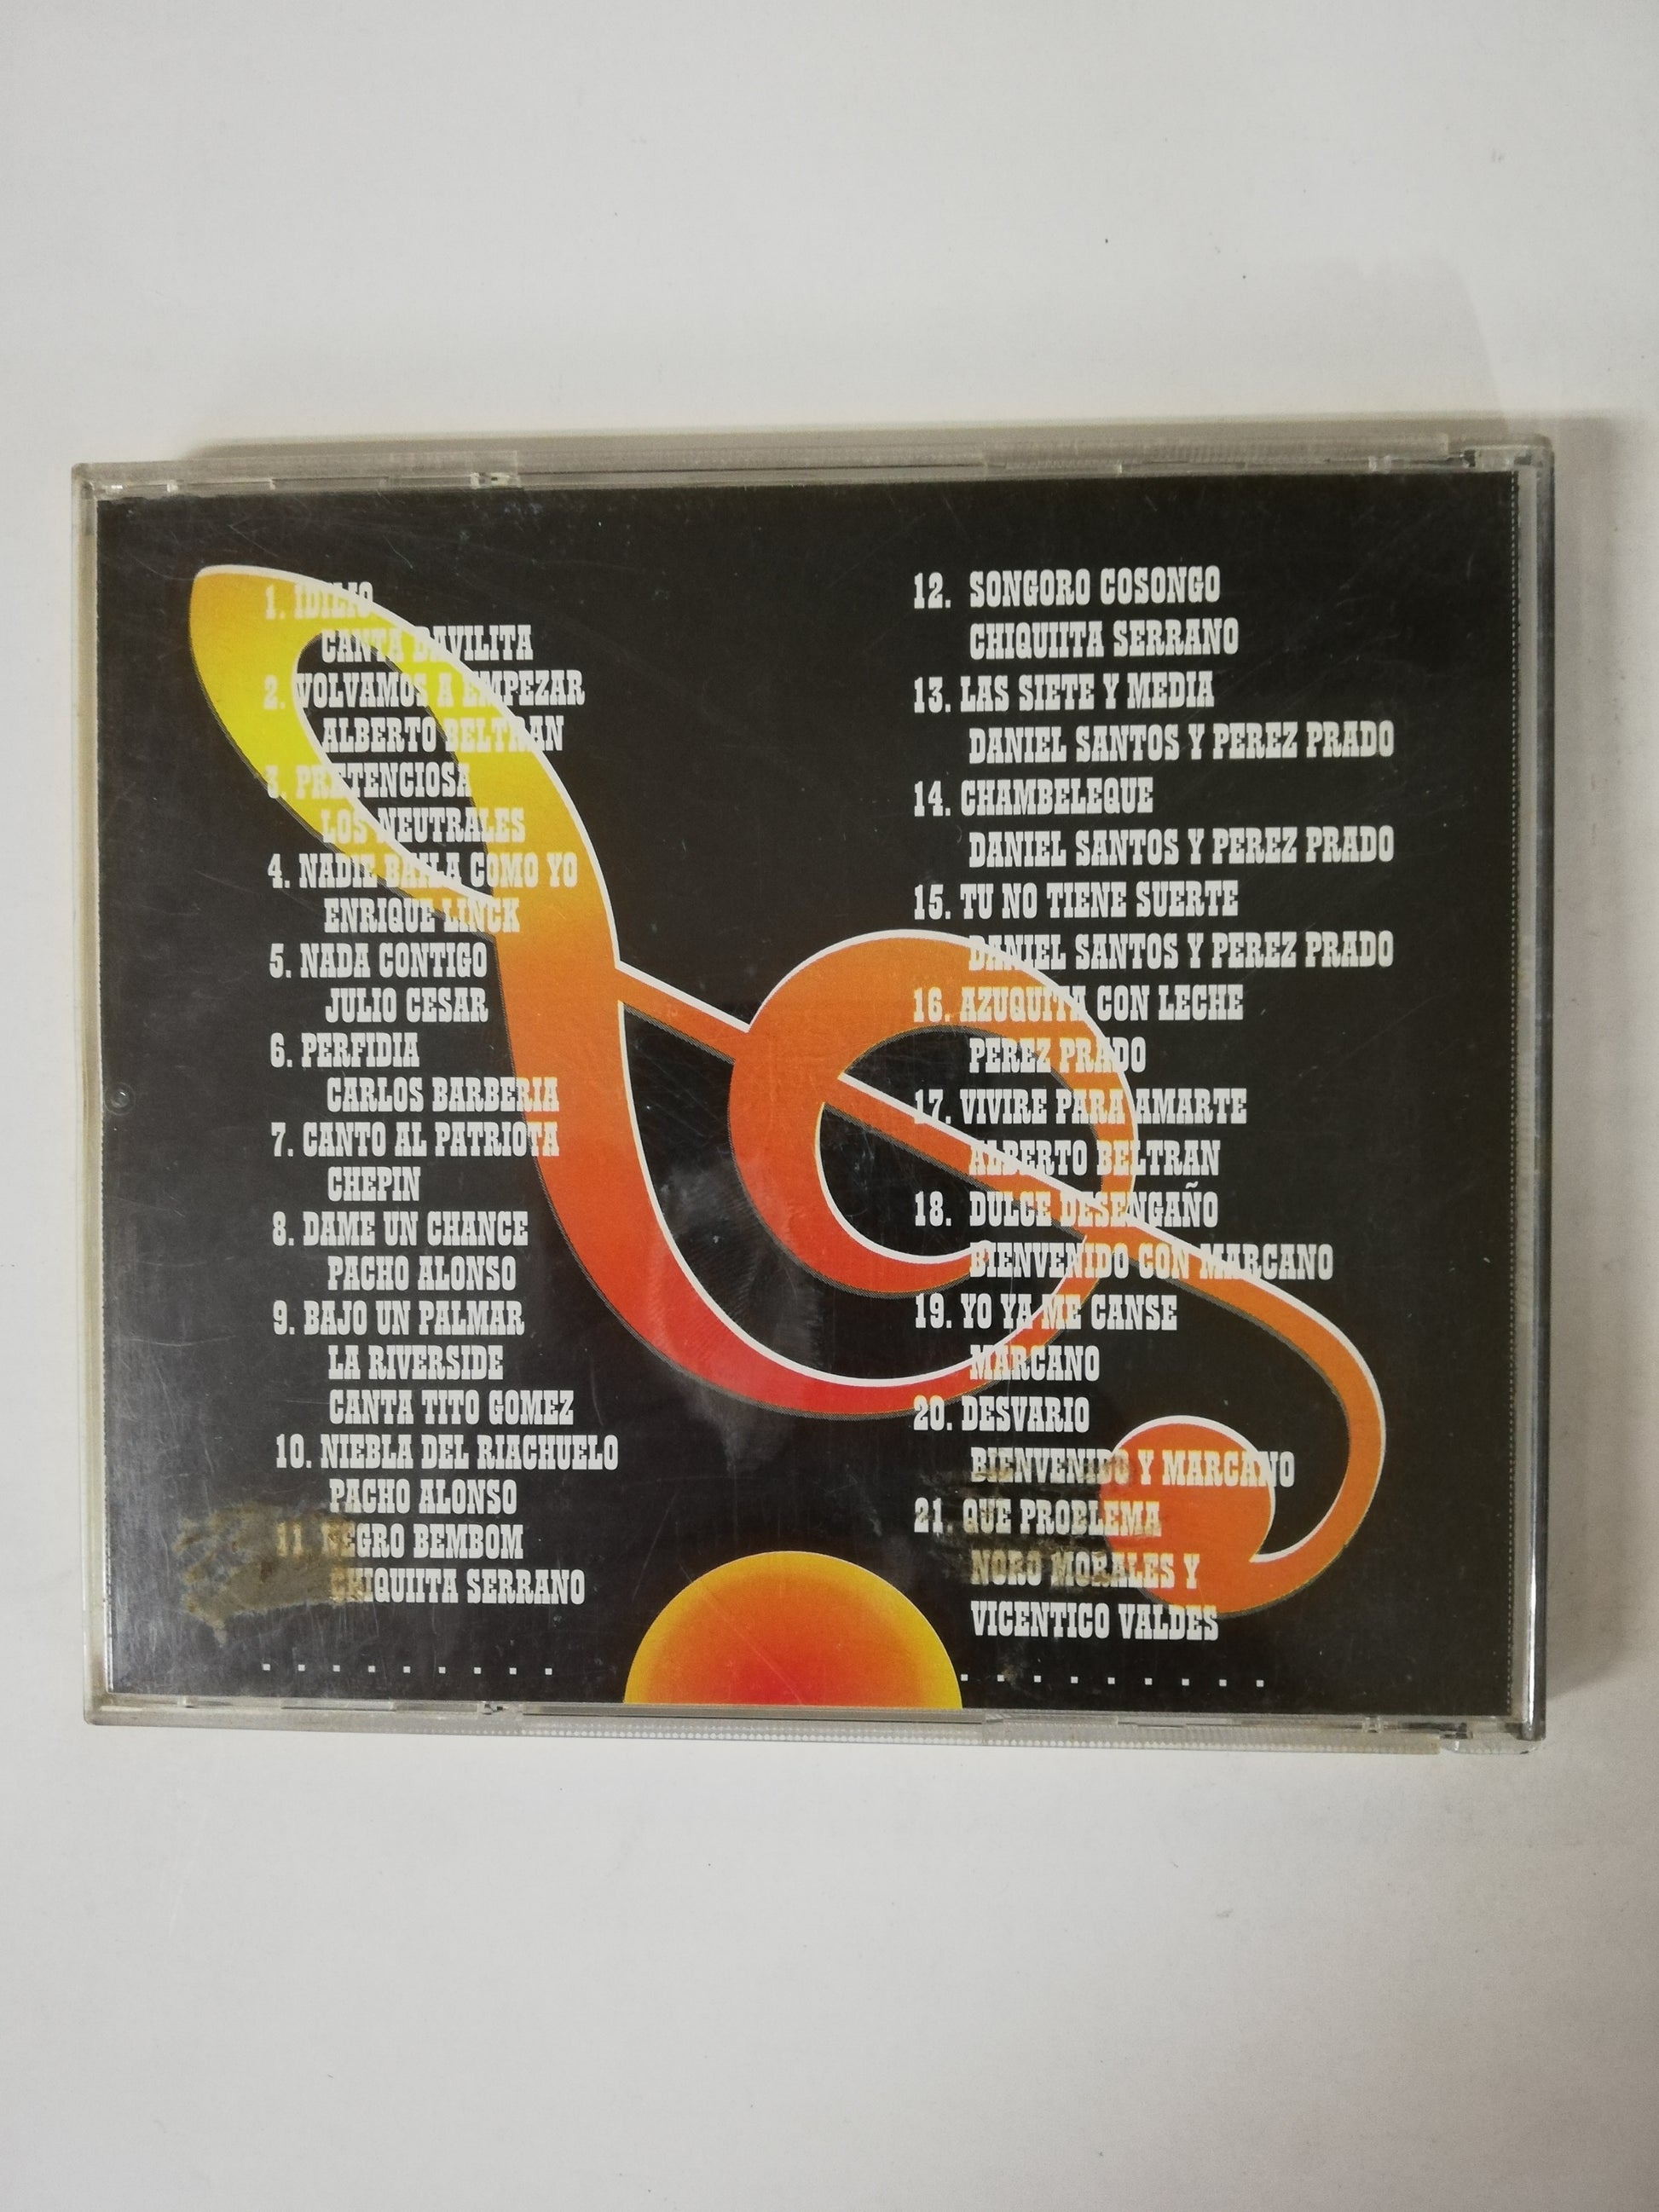 1. IDILIO
CANTA DAVILITA
2. VOLVAMOS A EMPEZAR
ALBERTO BELTRAN
3. PRETENCIOSA
LOS NEUTRALES
4. NADIE BAILA COMO YO
ENRIQUE LINCK
5. NADA CONTIGO
JULIO CESAR
6. PERFIDIA
CARLOS BARBERIA
7. CANTO AL PATRIOTA
CHEPIN
8. DAME UN CHANCE
PACHO ALONSO
9. BAJO UN PALMAR
LA RIVERSIDE
CANTA TITO GOMEZ
10. NIEBLA DEL RIACHUELO
PACHO ALONSO
11. NEGRO BEMBOM
CHIQUIITA SERRANO
12. SONGORO COSONGO
CHIQUIITA SERRANO
13. LAS SIETE Y MEDIA
DANIEL SANTOS Y PEREZ PRADO
14. CHAMBELEQUE
DANIEL SANTOS Y PEREZ PRADO
15. TU NO TIENE SUERTE
DANIEL SANTOS Y PEREZ PRADO
16. AZUQUITA CON LECHE
PEREZ PRADO
17. VIVIRE PARA AMARTE
ALBERTO BELTRAN
18. DULCE DESENGAÑO
BIENVENIDO CON MARCANO
19. YO YA ME CANSE
MARCANO
20. DESVARIO
BIENVENIDO Y MARCANO
21. QUE PROBLEMA
NORO MORALES Y
VICENTICO VALDES